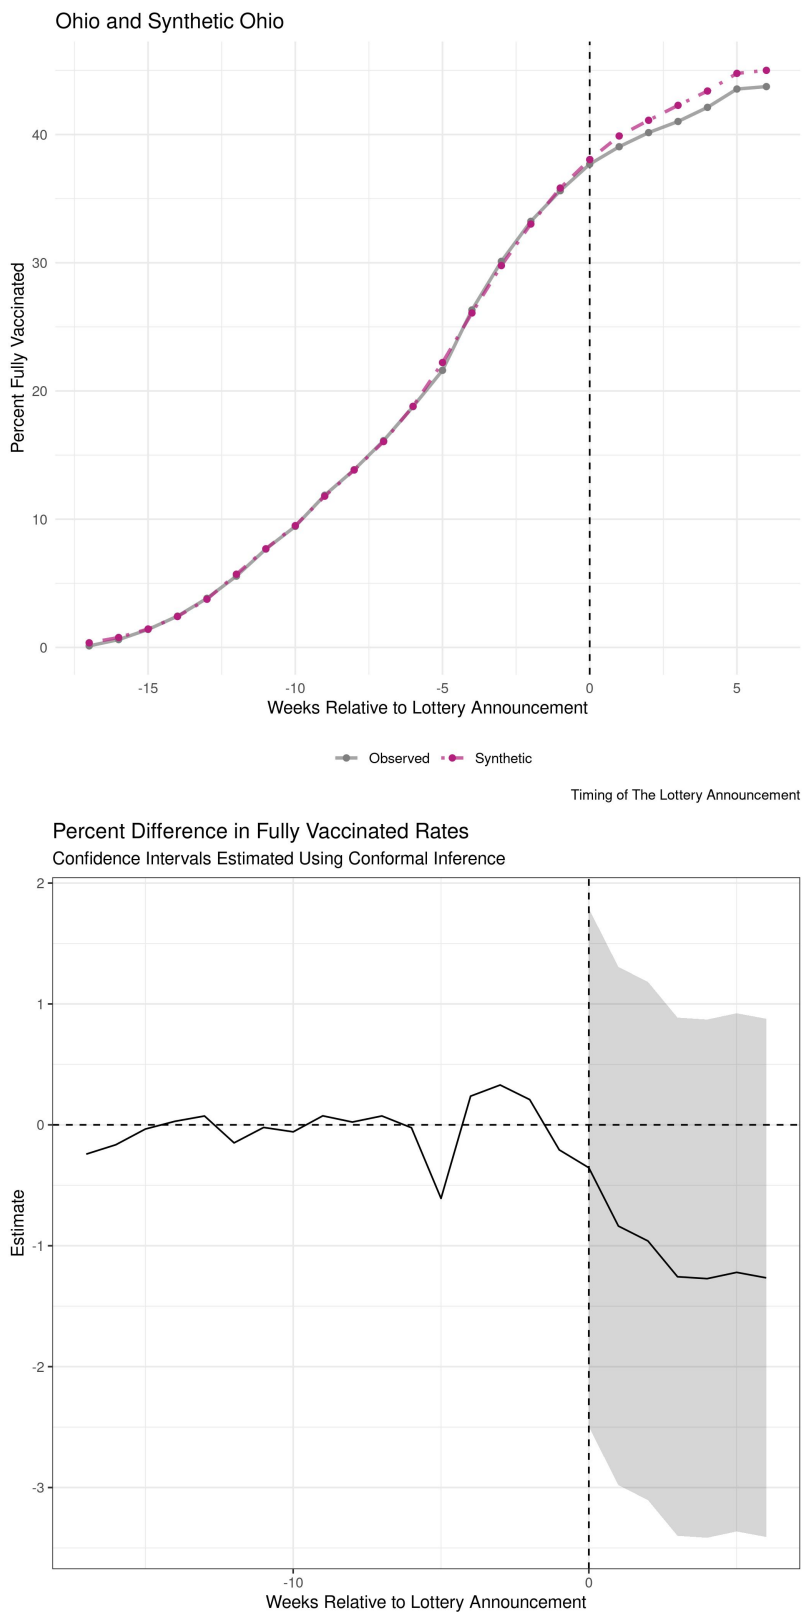 Ohio and Synthetic Ohio
Percent Fully Vaccinated
40
30
20
10
0
-15 -10 -5 0 5
Weeks Relative to Lottery Announcement
Observed Synthetic
Timing of The Lottery Announcement
Percent Difference in Fully Vaccinated Rates
Confidence Intervals Estimated Using Conformal Inference
Estimate
2
1
0
-1
-2
-3
-10 0
Weeks Relative to Lottery Announcement